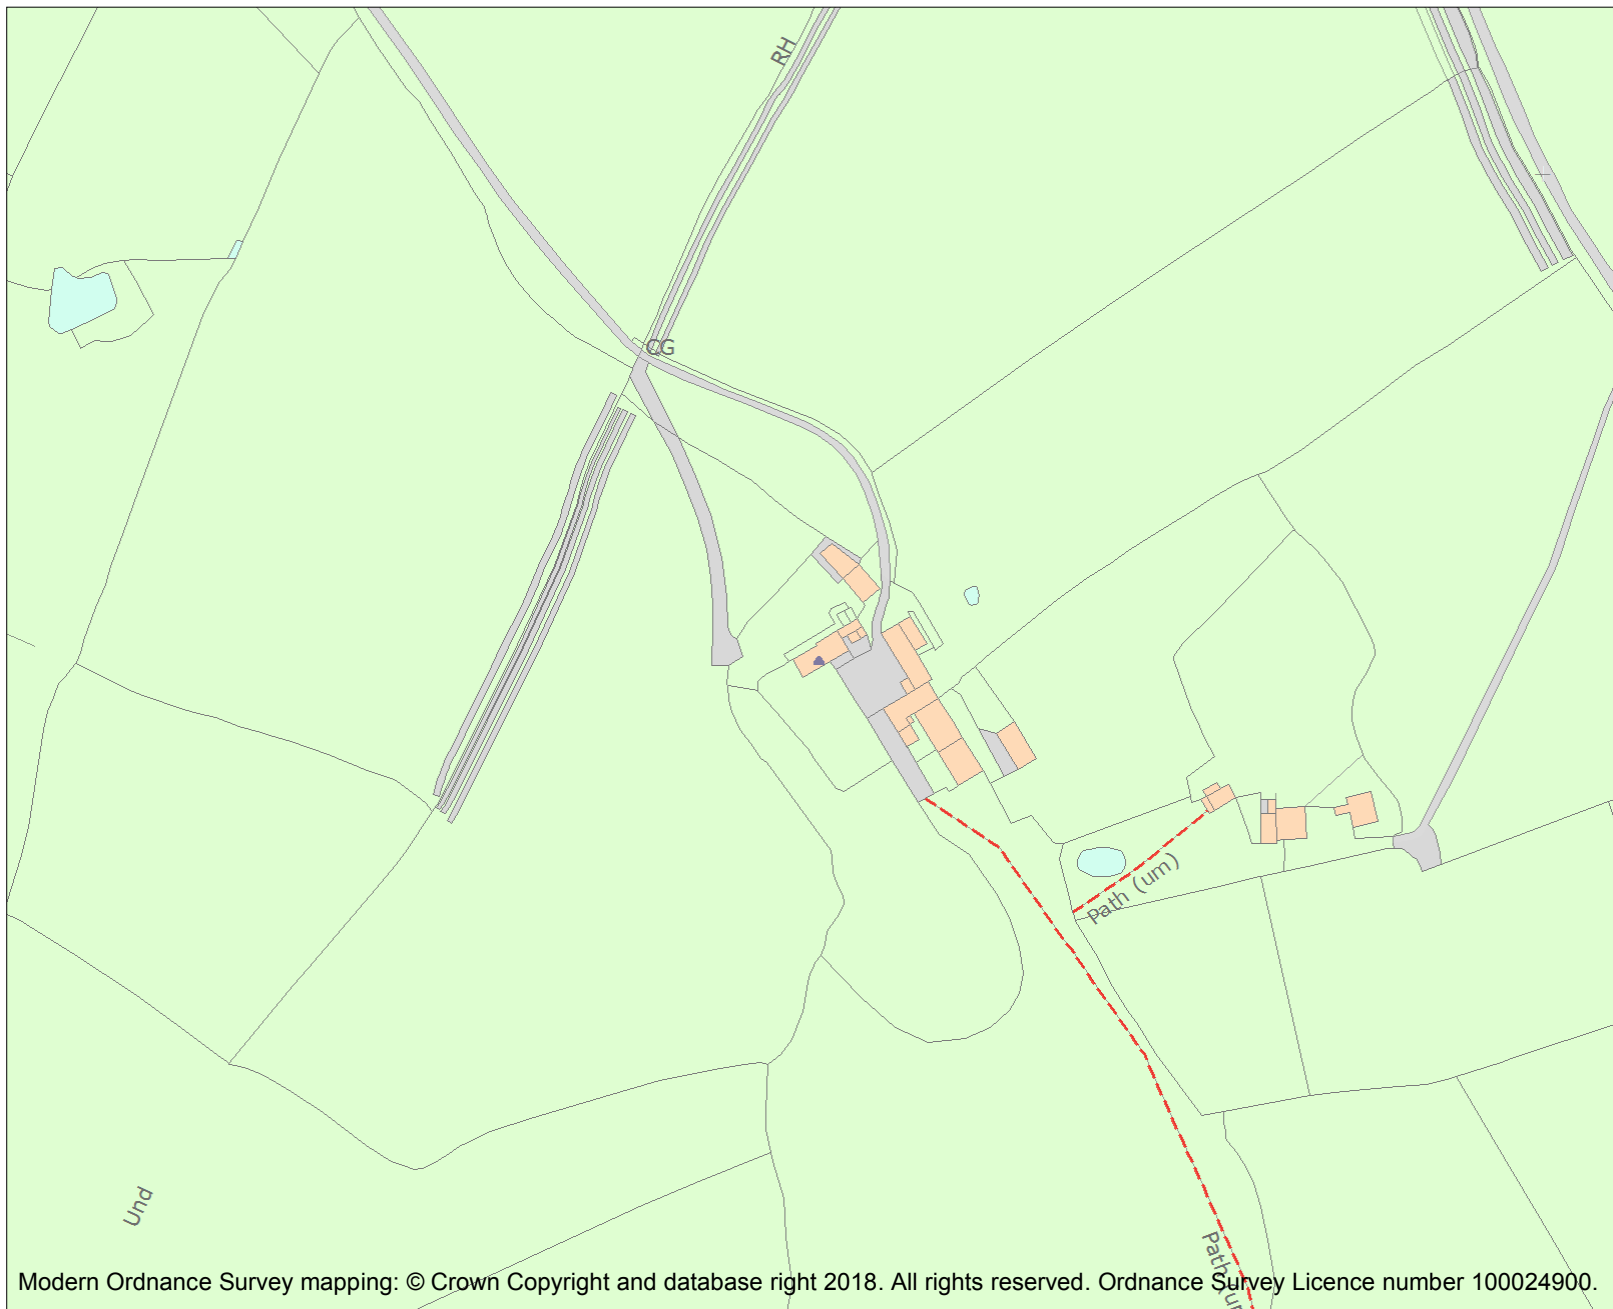 RH
CG
Path (um)
Und
Path (um)
Modern Ordnance Survey mapping: © Crown Copyright and database right 2018. All rights reserved. Ordnance Survey Licence number 100024900.